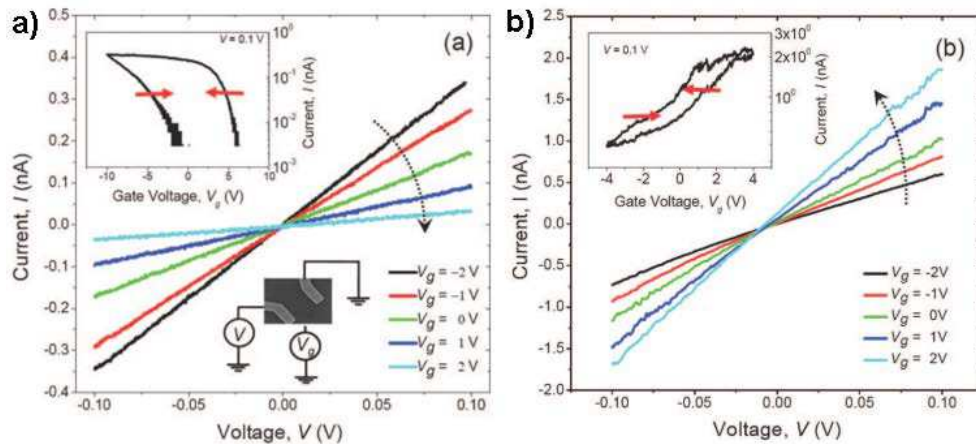 a)
(a)
V = 0.1 V
Current, I (nA)
0.5
0.4
0.3
0.2
0.1
0.0
-0.1
-0.2
-0.3
-0.4
10⁰
10⁻¹
10⁻²
10⁻³
Current, I (nA)
-10 -5 0 5 10
Gate Voltage, Vg (V)
V
Vg
Vg = −2 V
Vg = −1 V
Vg = 0 V
Vg = 1 V
Vg = 2 V
-0.10 -0.05 0.00 0.05 0.10
Voltage, V (V)
b)
(b)
V = 0.1 V
Current, I (nA)
2.5
2.0
1.5
1.0
0.5
0.0
-0.5
-1.0
-1.5
-2.0
3x10⁰
2x10⁰
10⁰
Current, I (nA)
-4 -2 0 2 4
Gate Voltage, Vg (V)
Vg = -2V
Vg = -1V
Vg = 0V
Vg = 1V
Vg = 2V
-0.10 -0.05 0.00 0.05 0.10
Voltage, V (V)